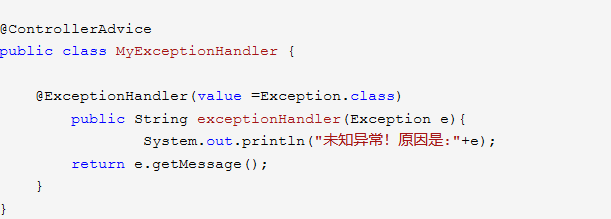 @ControllerAdvice
public class MyExceptionHandler {
@ExceptionHandler(value =Exception.class)
public String exceptionHandler(Exception e){
System.out.println("未知异常！原因是:"+e);
return e.getMessage();
}
}